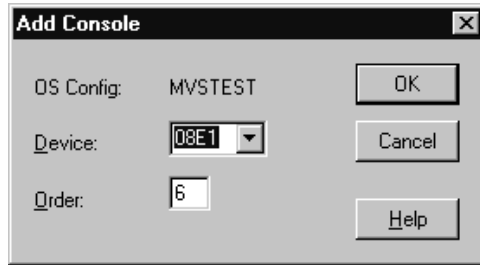 Add Console
OS Config: MVSTEST OK
Device: 08E1 Cancel
Order: 6
Help